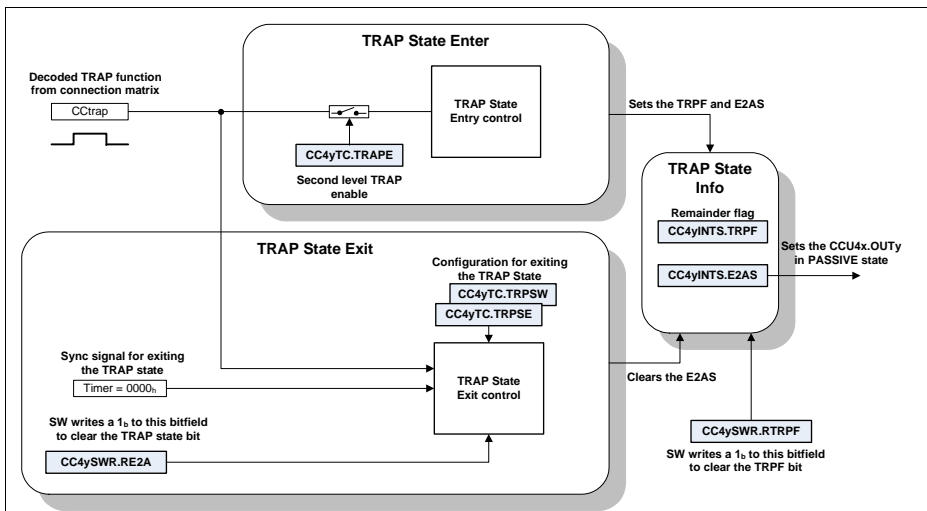 TRAP State Enter
Decoded TRAP function
from connection matrix
CCtrap
TRAP State
Entry control
CC4yTC.TRAPE
Second level TRAP
enable
Sets the TRPF and E2AS
TRAP State
Info
Remainder flag
CC4yINTS.TRPF
CC4yINTS.E2AS
Sets the CCU4x.OUTy
in PASSIVE state
TRAP State Exit
Configuration for exiting
the TRAP State
CC4yTC.TRPSW
CC4yTC.TRPSE
Sync signal for exiting
the TRAP state
Timer = 0000h
TRAP State
Exit control
SW writes a 1b to this bitfield
to clear the TRAP state bit
CC4ySWR.RE2A
Clears the E2AS
CC4ySWR.RTRPF
SW writes a 1b to this bitfield
to clear the TRPF bit